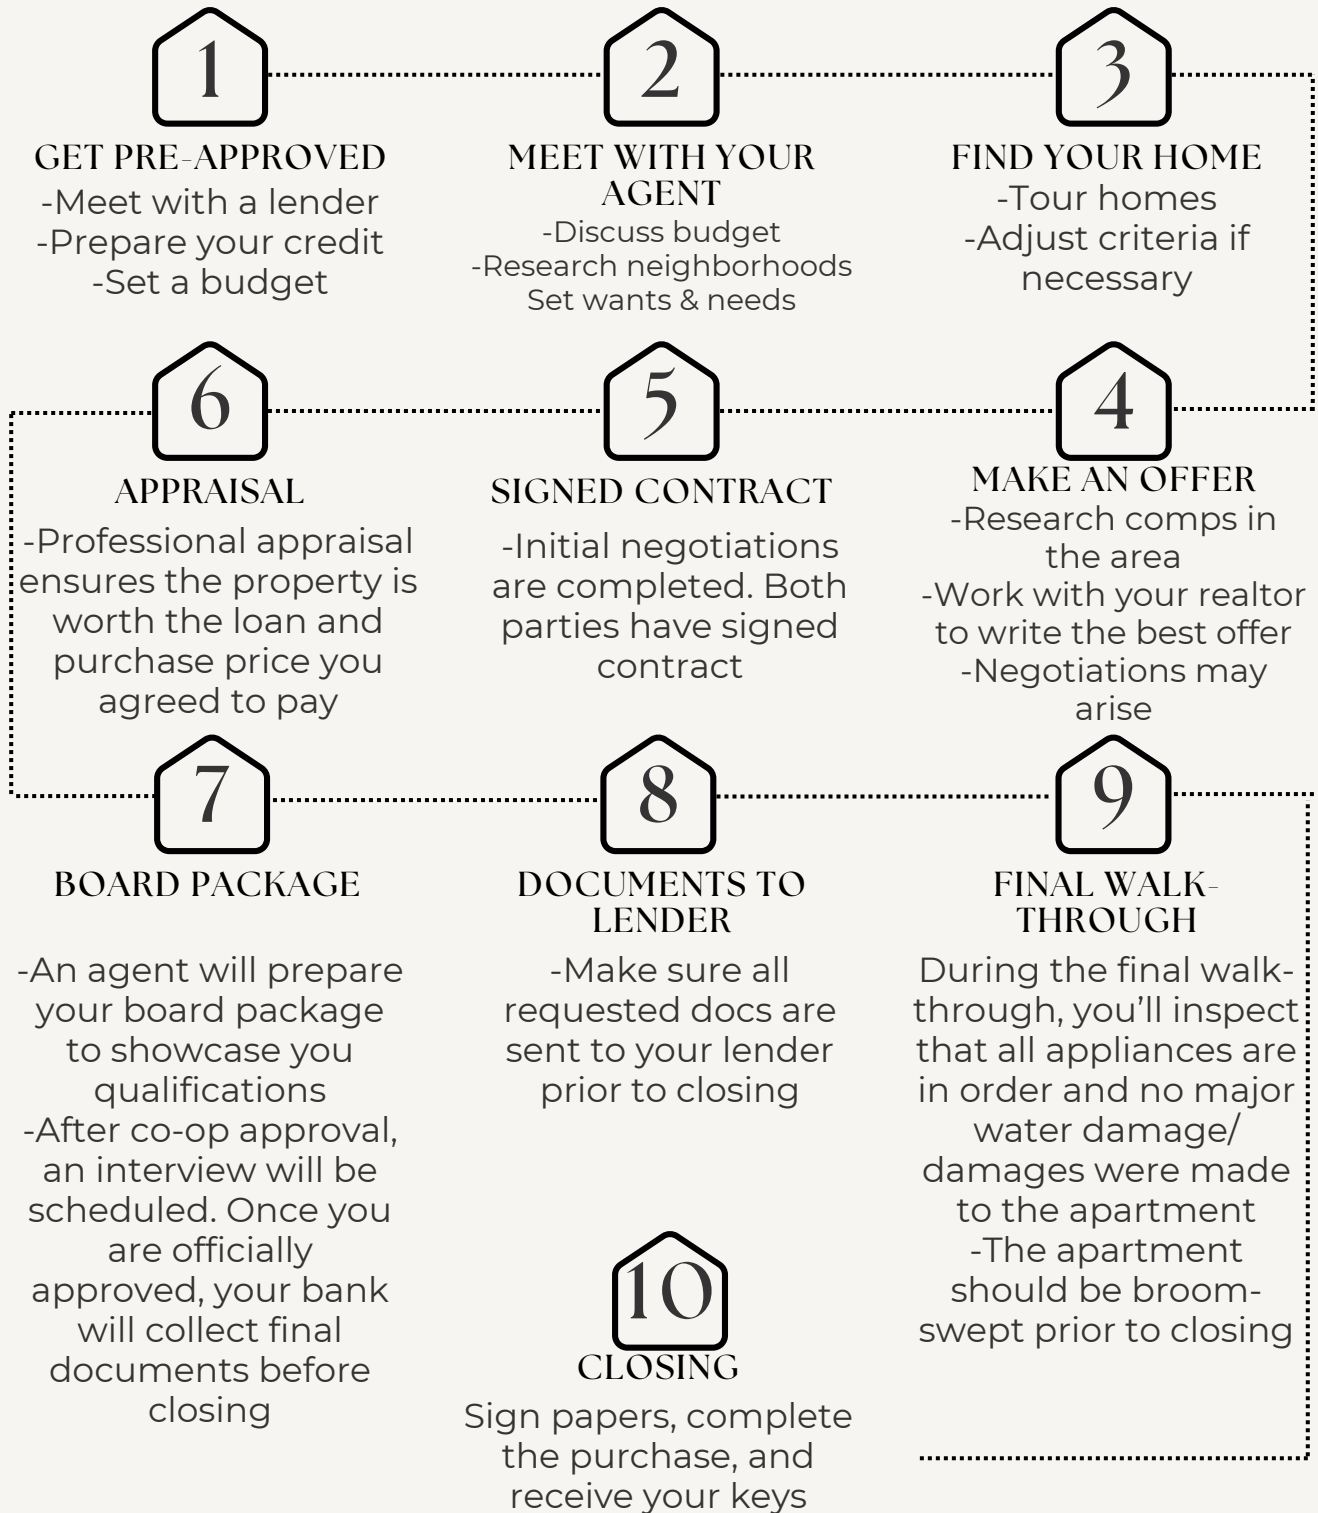 1
GET PRE-APPROVED
-Meet with a lender
-Prepare your credit
-Set a budget
2
MEET WITH YOUR
AGENT
-Discuss budget
-Research neighborhoods
Set wants & needs
3
FIND YOUR HOME
-Tour homes
-Adjust criteria if
necessary
4
MAKE AN OFFER
-Research comps in
the area
-Work with your realtor
to write the best offer
-Negotiations may
arise
5
SIGNED CONTRACT
-Initial negotiations
are completed. Both
parties have signed
contract
6
APPRAISAL
-Professional appraisal
ensures the property is
worth the loan and
purchase price you
agreed to pay
7
BOARD PACKAGE
-An agent will prepare
your board package
to showcase you
qualifications
-After co-op approval,
an interview will be
scheduled. Once you
are officially
approved, your bank
will collect final
documents before
closing
8
DOCUMENTS TO
LENDER
-Make sure all
requested docs are
sent to your lender
prior to closing
9
FINAL WALK-
THROUGH
During the final walk-
through, you’ll inspect
that all appliances are
in order and no major
water damage/
damages were made
to the apartment
-The apartment
should be broom-
swept prior to closing
10
CLOSING
Sign papers, complete
the purchase, and
receive your keys